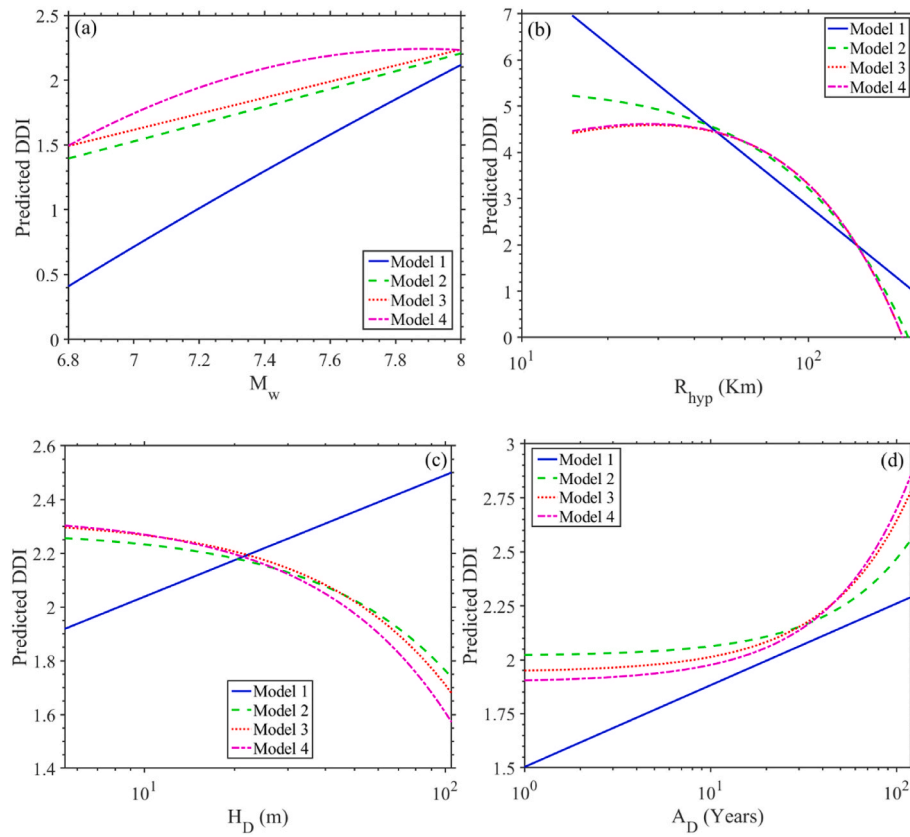 (a)
Predicted DDI
2.5
2
1.5
1
0.5
0
6.8 7 7.2 7.4 7.6 7.8 8
M_w
Model 1
Model 2
Model 3
Model 4
(b)
Predicted DDI
7
6
5
4
3
2
1
0
10^1 10^2
R_hyp (Km)
Model 1
Model 2
Model 3
Model 4
(c)
Predicted DDI
2.6
2.4
2.2
2
1.8
1.6
1.4
10^1 10^2
H_D (m)
Model 1
Model 2
Model 3
Model 4
(d)
Predicted DDI
3
2.75
2.5
2.25
2
1.75
1.5
10^0 10^1 10^2
A_D (Years)
Model 1
Model 2
Model 3
Model 4